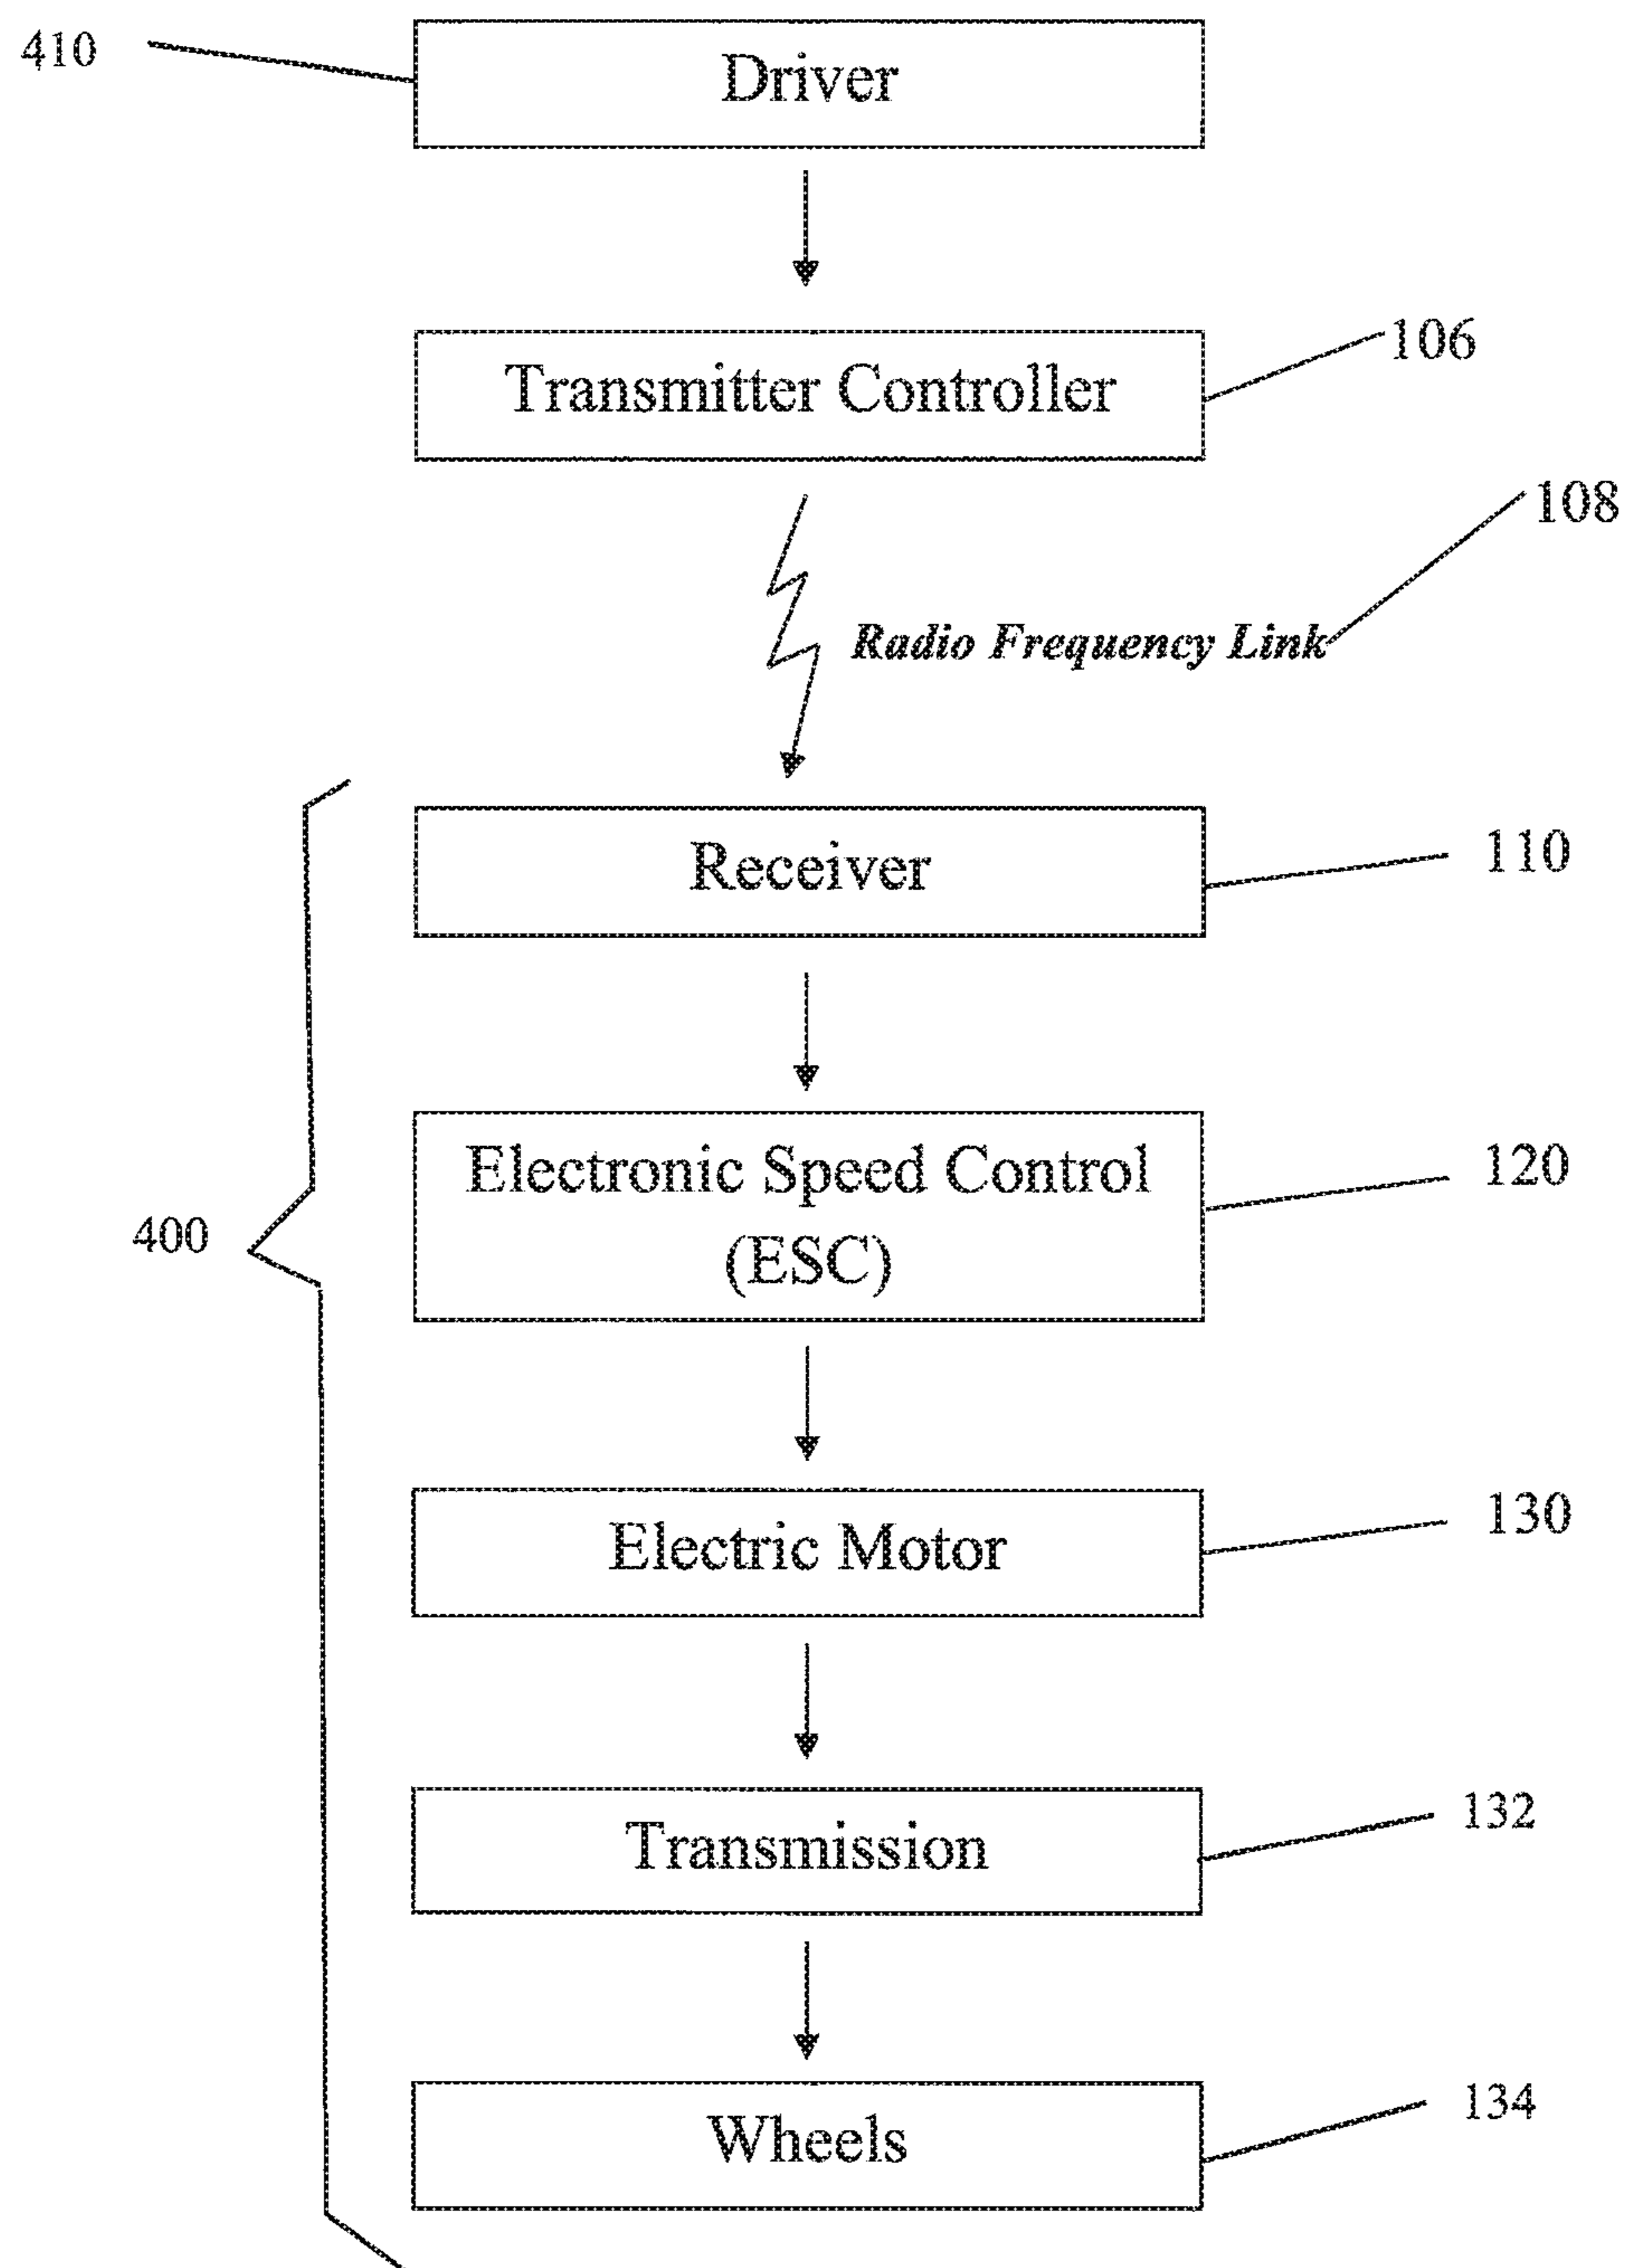 410
Driver
106
Transmitter Controller
108
Radio Frequency Link
110
Receiver
120
Electronic Speed Control
(ESC)
400
130
Electric Motor
132
Transmission
134
Wheels